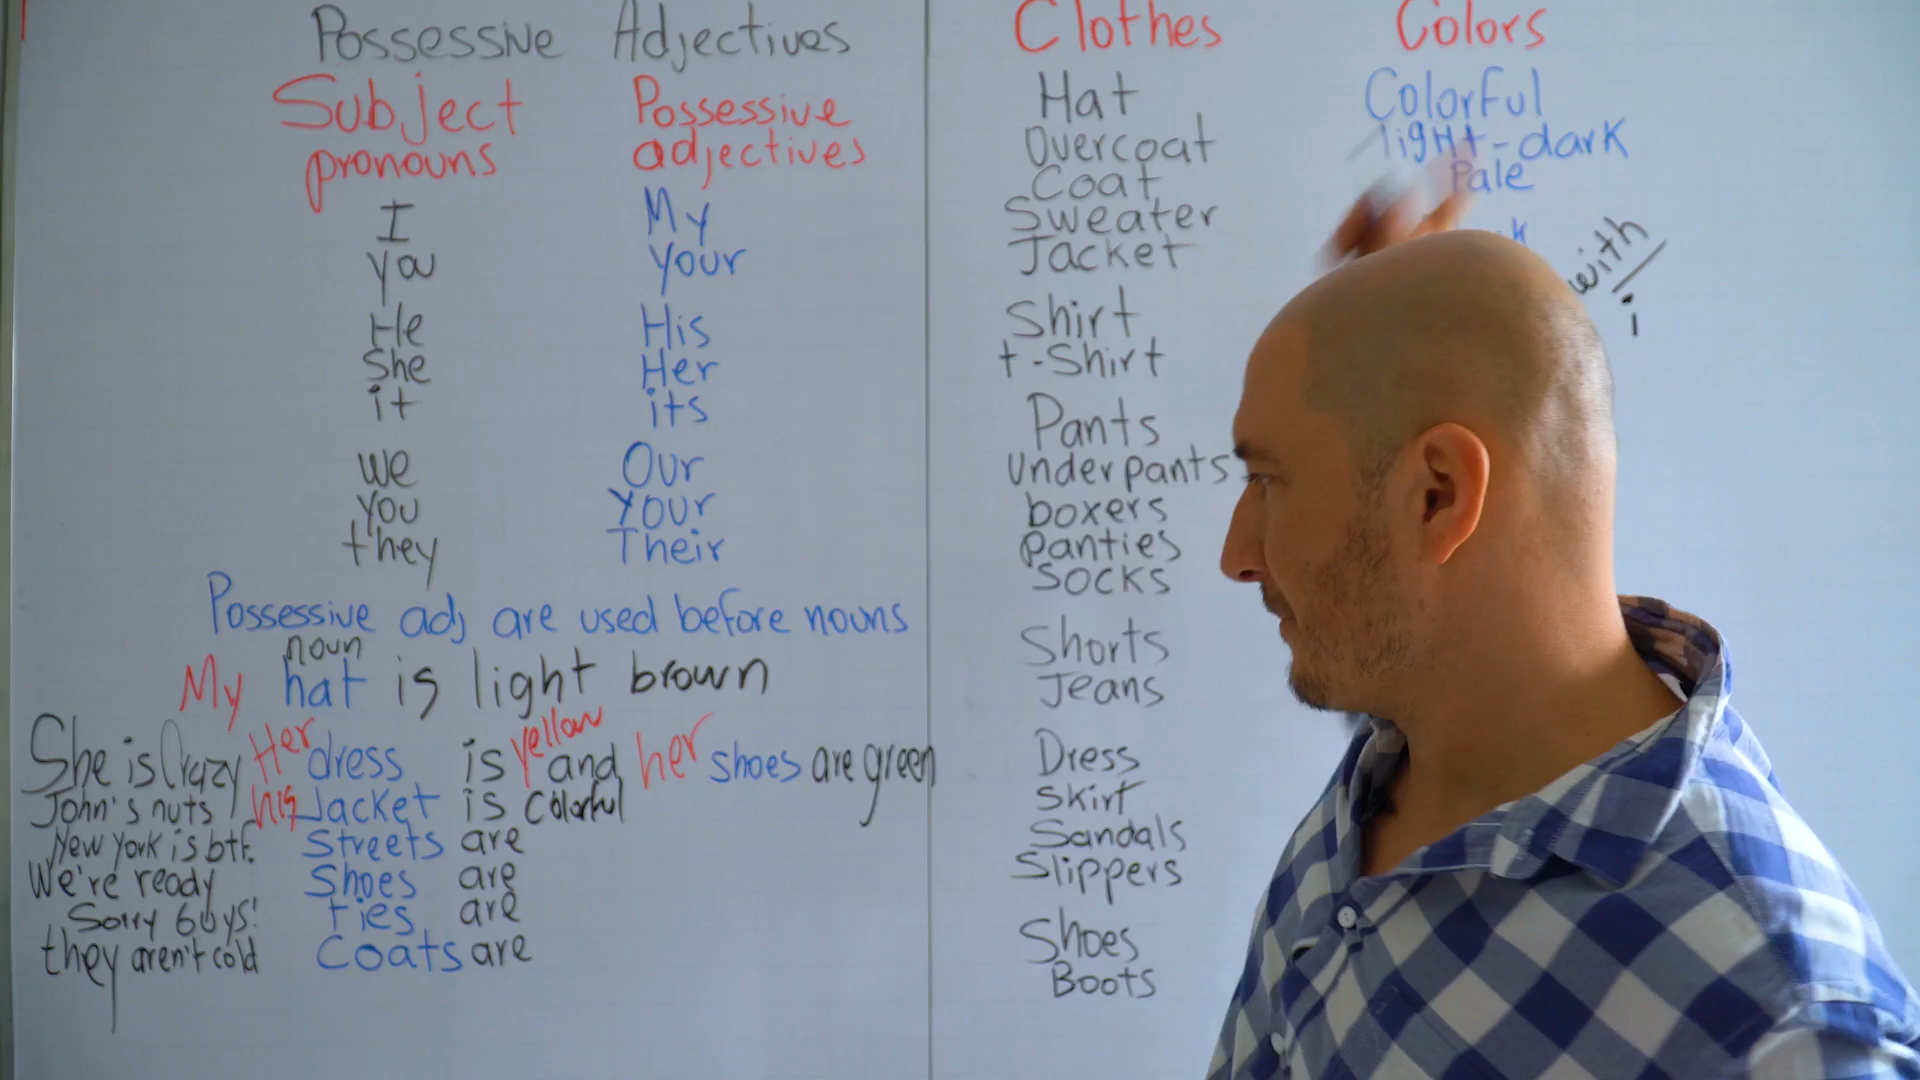 Possessive Adjectives
Subject pronouns
Possessive adjectives
I My
you your
He His
She Her
it its
we Our
you your
they Their
Possessive adj are used before nouns
noun
My hat is light brown
She is Crazy Her dress is yellow and her shoes are green
John's nuts his Jacket is Colorful
New York is btf. Streets are
We're ready Shoes are
Sorry Guys! ties are
they aren't cold Coats are
Clothes
Hat
Overcoat
Coat
Sweater
Jacket
Shirt
t-Shirt
Pants
Underpants
boxers
panties
Socks
Shorts
Jeans
Dress
Skirt
Sandals
Slippers
Shoes
Boots
Colors
Colorful
light-dark
Pale
with